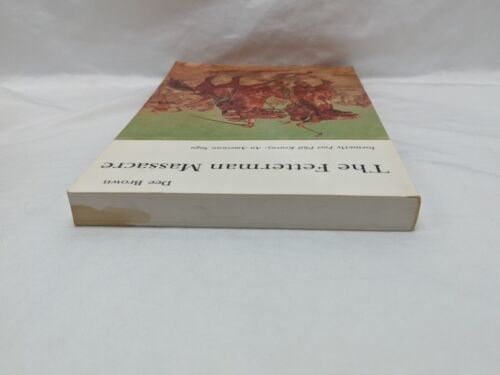 Dee Brown
The Fetterman Massacre
formerly Fort Phil Kearny: An American Saga